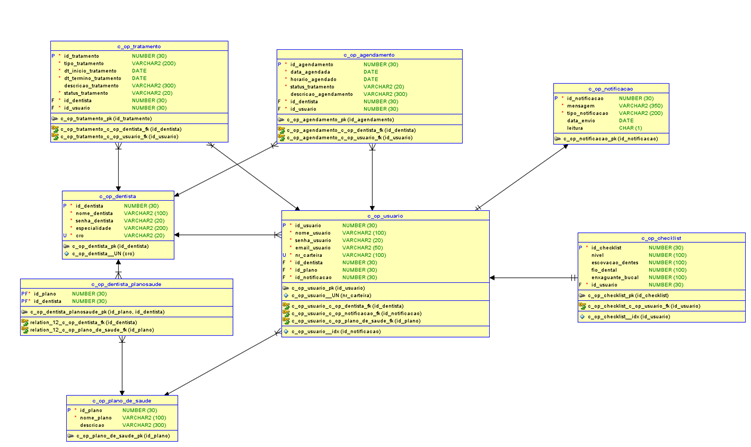 c_op_tratamento
P * id_tratamento NUMBER (30)
* tipo_tratamento VARCHAR2 (200)
* dt_inicio_tratamento DATE
* dt_termino_tratamento DATE
descricao_tratamento VARCHAR2 (300)
* status_tratamento VARCHAR2 (20)
F * id_dentista NUMBER (30)
F * id_usuario NUMBER (30)
c_op_tratamento_pk (id_tratamento)
c_op_tratamento_c_op_dentista_fk (id_dentista)
c_op_tratamento_c_op_usuario_fk (id_usuario)
c_op_agendamento
P * id_agendamento NUMBER (30)
* data_agendada DATE
* horario_agendado DATE
* status_tratamento VARCHAR2 (20)
descricao_agendamento VARCHAR2 (300)
F * id_dentista NUMBER (30)
F * id_usuario NUMBER (30)
c_op_agendamento_pk (id_agendamento)
c_op_agendamento_c_op_dentista_fk (id_dentista)
c_op_agendamento_c_op_usuario_fk (id_usuario)
c_op_notificacao
P * id_notificacao NUMBER (30)
* mensagem VARCHAR2 (350)
* tipo_notificacao VARCHAR2 (200)
data_envio DATE
leitura CHAR (1)
c_op_notificacao_pk (id_notificacao)
c_op_dentista
P * id_dentista NUMBER (30)
* nome_dentista VARCHAR2 (100)
* senha_dentista VARCHAR2 (20)
* especialidade VARCHAR2 (200)
U * cro VARCHAR2 (20)
c_op_dentista_pk (id_dentista)
c_op_dentista__UN (cro)
c_op_usuario
P * id_usuario NUMBER (30)
* nome_usuario VARCHAR2 (100)
* senha_usuario VARCHAR2 (20)
* email_usuario VARCHAR2 (50)
U * nr_carteira VARCHAR2 (100)
F id_dentista NUMBER (30)
F * id_plano NUMBER (30)
F * id_notificacao NUMBER (30)
c_op_usuario_pk (id_usuario)
c_op_usuario__UN (nr_carteira)
c_op_usuario_c_op_dentista_fk (id_dentista)
c_op_usuario_c_op_notificacao_fk (id_notificacao)
c_op_usuario_c_op_plano_de_saude_fk (id_plano)
c_op_usuario__idx (id_notificacao)
c_op_checklist
P * id_checklist NUMBER (30)
nivel NUMBER (100)
escovacao_dentes NUMBER (100)
fio_dental NUMBER (100)
enxaguante_bucal NUMBER (100)
F * id_usuario NUMBER (30)
c_op_checklist_pk (id_checklist)
c_op_checklist_c_op_usuario_fk (id_usuario)
c_op_checklist__idx (id_usuario)
c_op_dentista_planosaude
PF* id_plano NUMBER (30)
PF* id_dentista NUMBER (30)
c_op_dentista_planosaude_pk (id_plano, id_dentista)
relation_12_c_op_dentista_fk (id_dentista)
relation_12_c_op_plano_de_saude_fk (id_plano)
c_op_plano_de_saude
P * id_plano NUMBER (30)
* nome_plano VARCHAR2 (100)
descricao VARCHAR2 (300)
c_op_plano_de_saude_pk (id_plano)